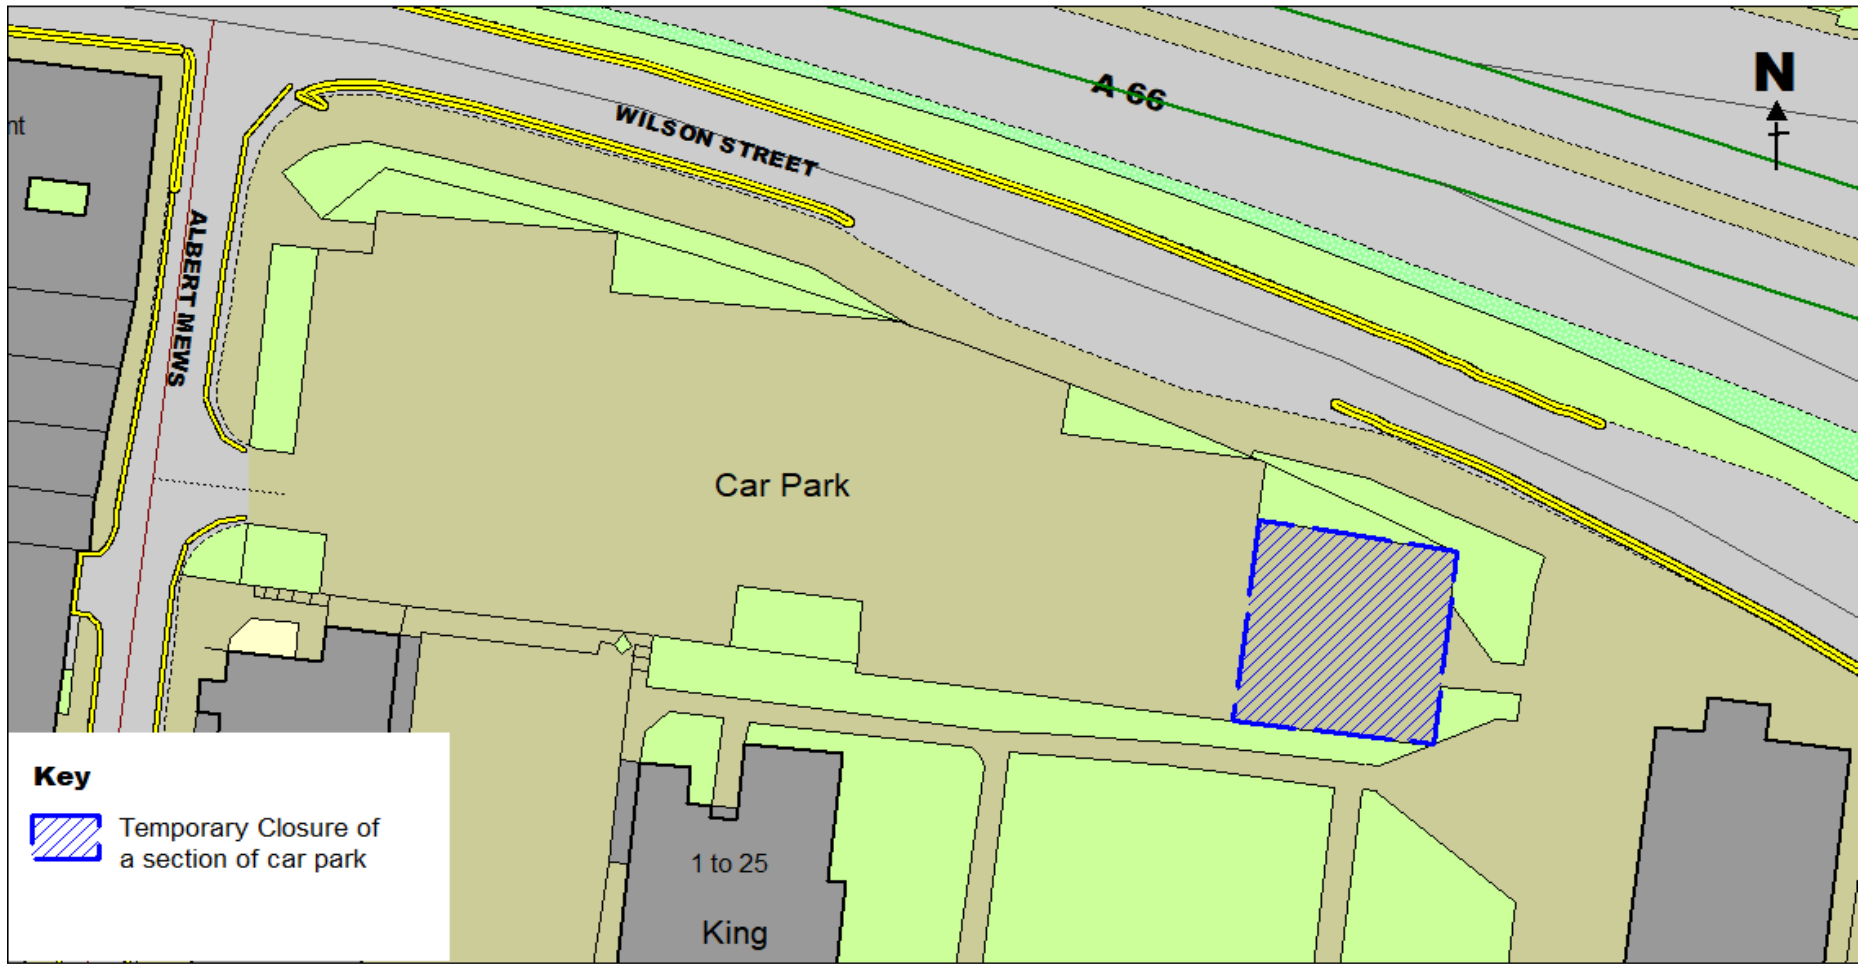 N
A 66
WILSON STREET
nt
ALBERT MEWS
Car Park
Key
Temporary Closure of
a section of car park
1 to 25
King